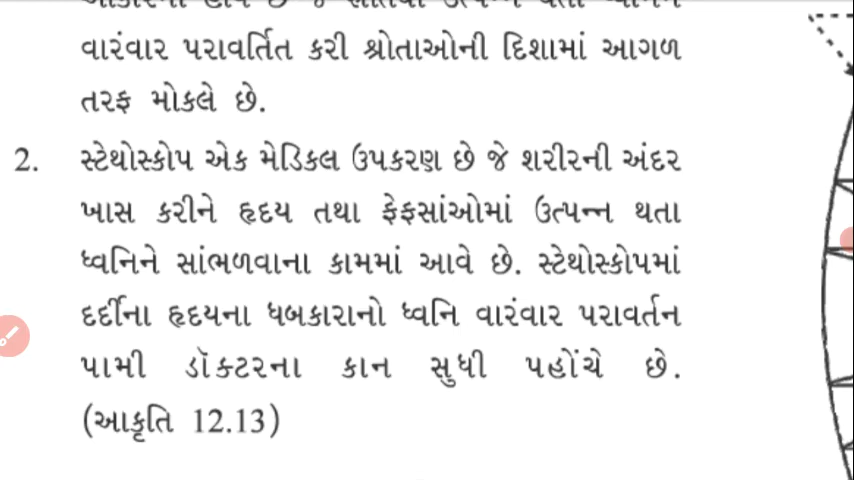 વારંવાર પરાવર્તિત કરી શ્રોતાઓની દિશામાં આગળ
તરફ મોકલે છે.
2. સ્ટેથોસ્કોપ એક મેડિકલ ઉપકરણ છે જે શરીરની અંદર
ખાસ કરીને હૃદય તથા ફેફસાંઓમાં ઉત્પન્ન થતા
ધ્વનિને સાંભળવાના કામમાં આવે છે. સ્ટેથોસ્કોપમાં
દર્દીના હૃદયના ધબકારાનો ધ્વનિ વારંવાર પરાવર્તન
પામી ડૉક્ટરના કાન સુધી પહોંચે છે.
(આકૃતિ 12.13)